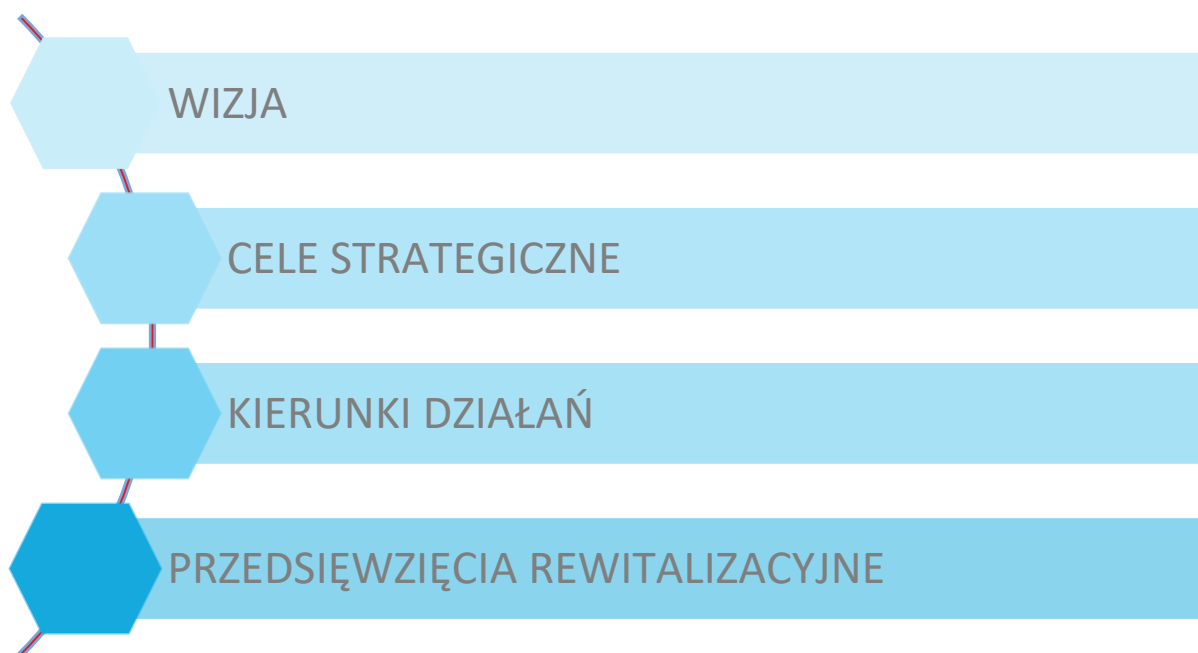 WIZJA
CELE STRATEGICZNE
KIERUNKI DZIAŁAŃ
PRZEDSIĘWZIĘCIA REWITALIZACYJNE